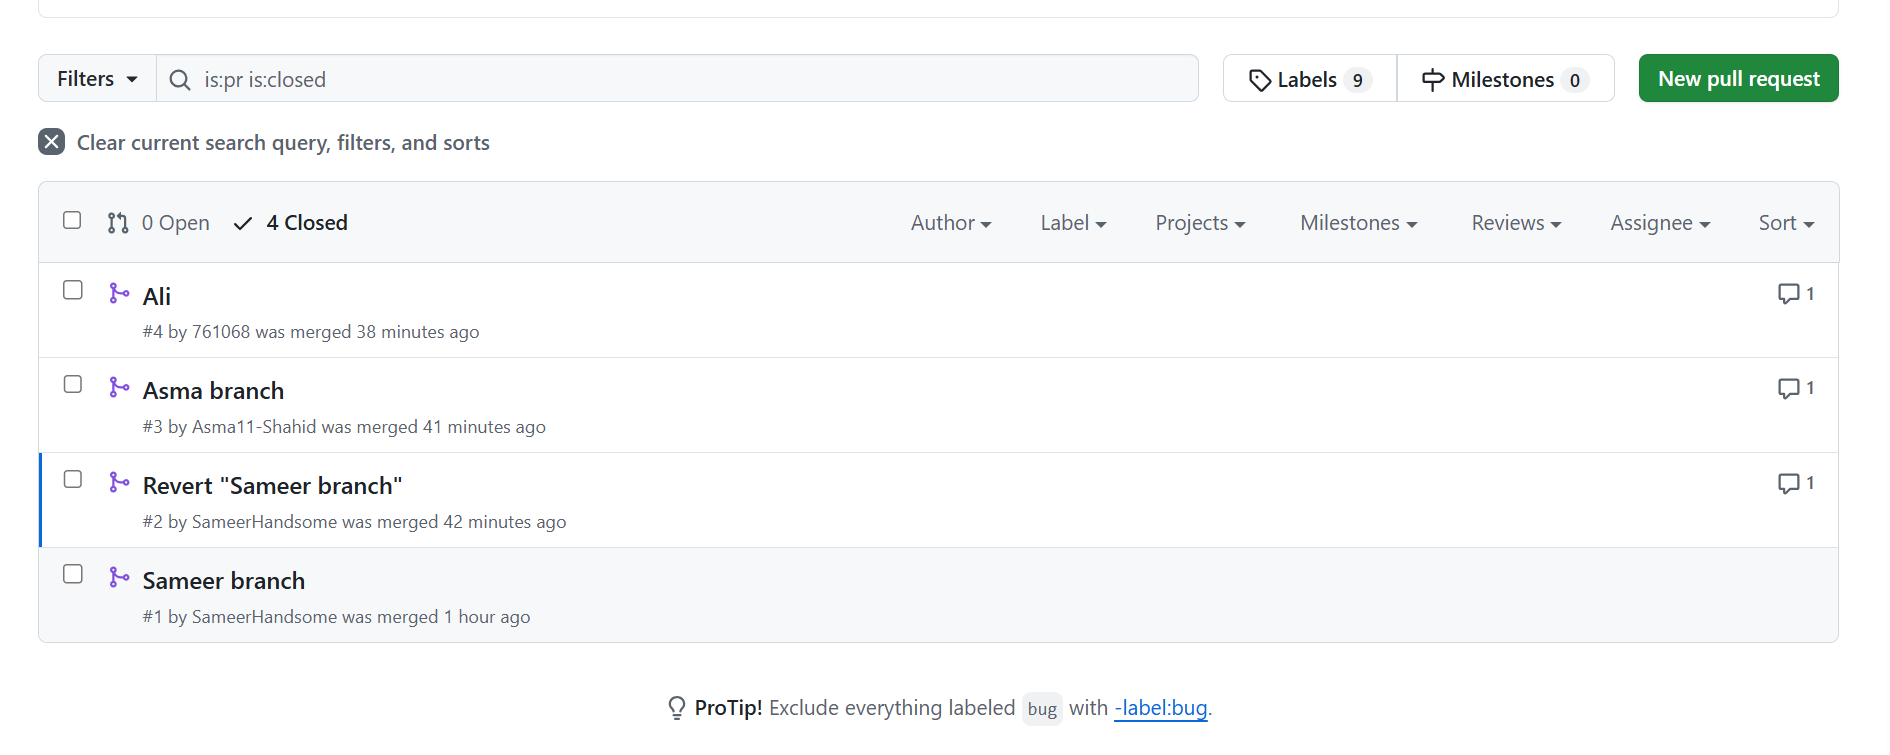 Filters is:pr is:closed Labels 9 Milestones 0 New pull request
Clear current search query, filters, and sorts
0 Open 4 Closed Author Label Projects Milestones Reviews Assignee Sort
Ali 1
#4 by 761068 was merged 38 minutes ago
Asma branch 1
#3 by Asma11-Shahid was merged 41 minutes ago
Revert "Sameer branch" 1
#2 by SameerHandsome was merged 42 minutes ago
Sameer branch
#1 by SameerHandsome was merged 1 hour ago
ProTip! Exclude everything labeled bug with -label:bug.